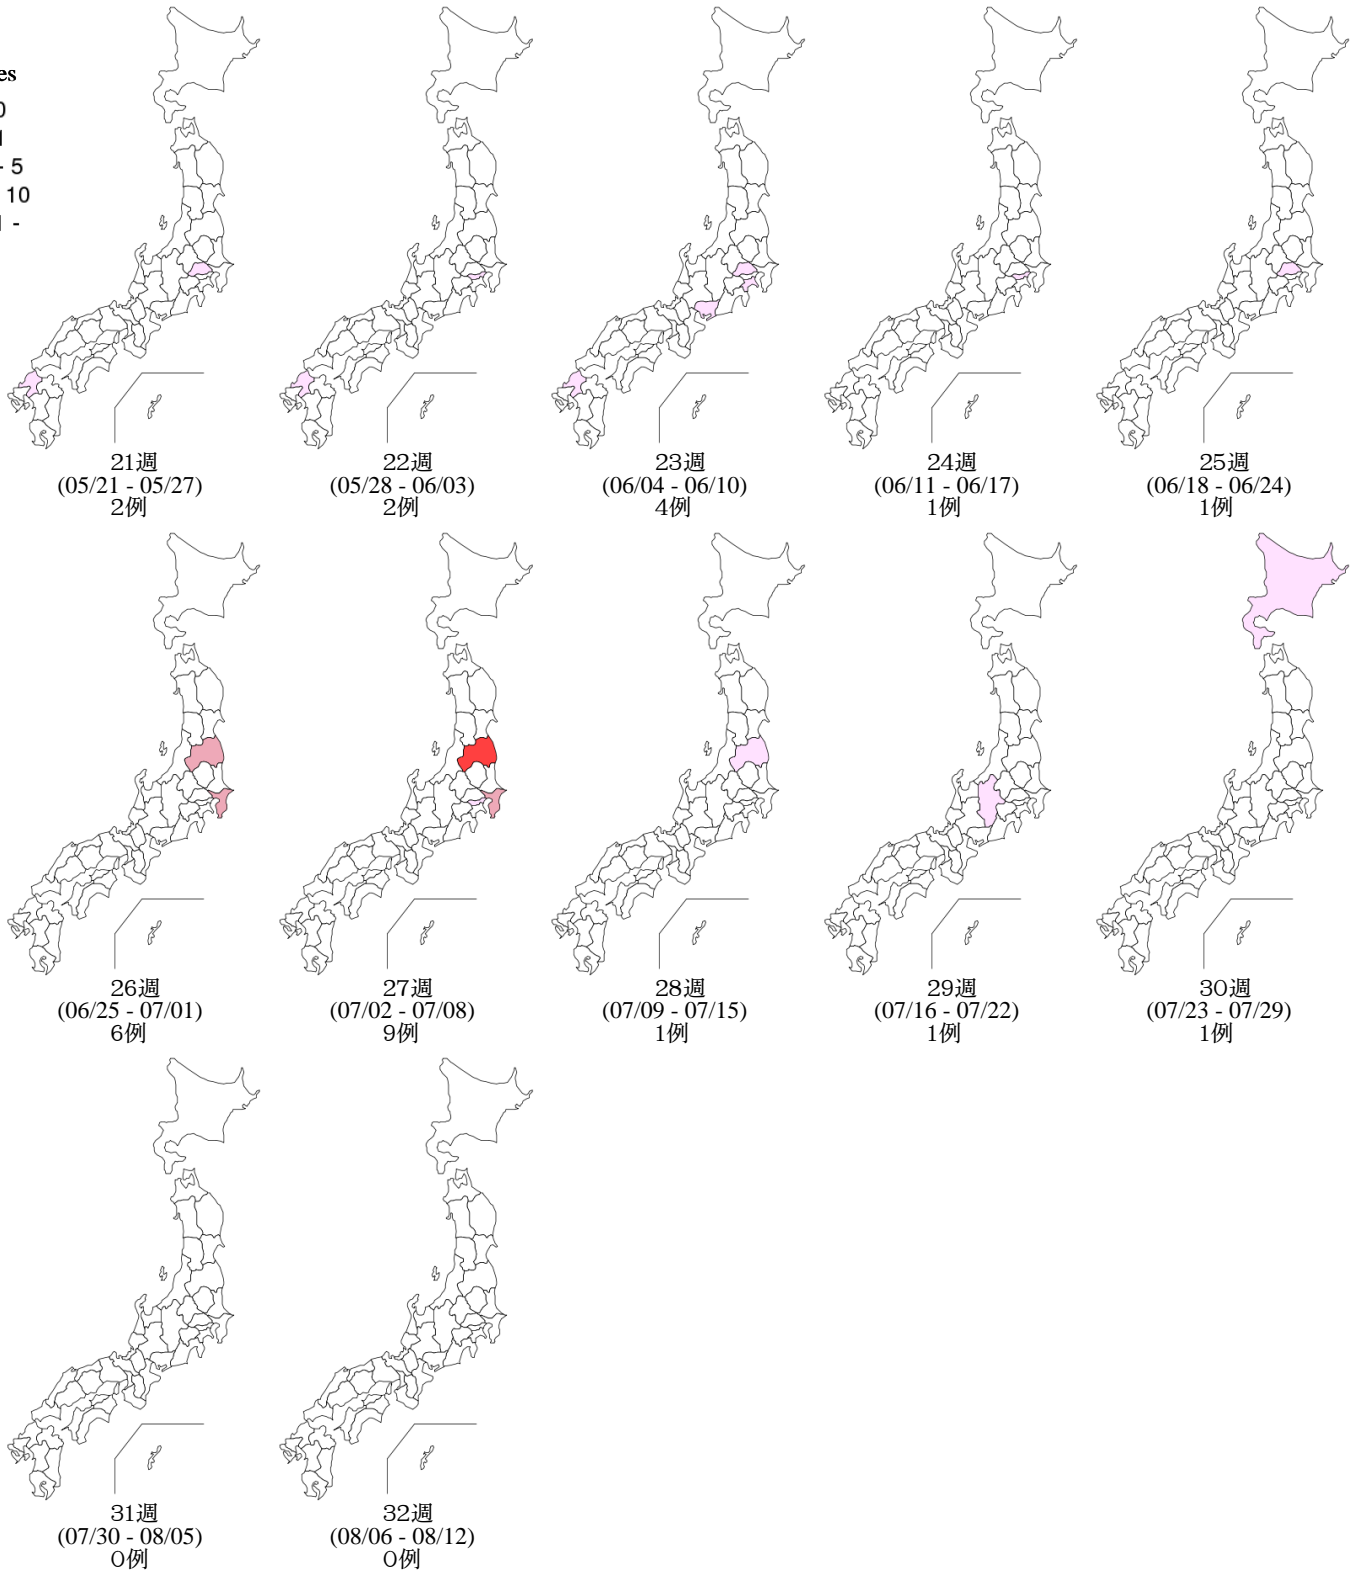 es
0
1
- 5
10
1 -
21週
(05/21 - 05/27)
2例
22週
(05/28 - 06/03)
2例
23週
(06/04 - 06/10)
4例
24週
(06/11 - 06/17)
1例
25週
(06/18 - 06/24)
1例
26週
(06/25 - 07/01)
6例
27週
(07/02 - 07/08)
9例
28週
(07/09 - 07/15)
1例
29週
(07/16 - 07/22)
1例
30週
(07/23 - 07/29)
1例
31週
(07/30 - 08/05)
0例
32週
(08/06 - 08/12)
0例